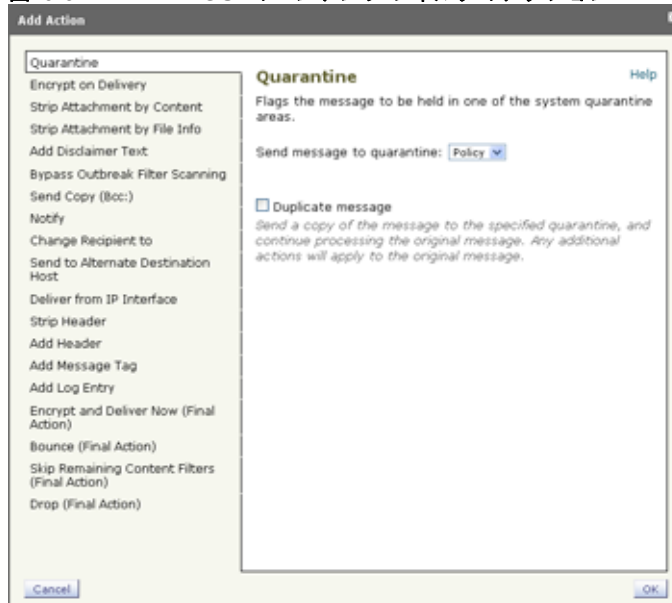 Add Action
Quarantine
Encrypt on Delivery
Strip Attachment by Content
Strip Attachment by File Info
Add Disclaimer Text
Bypass Outbreak Filter Scanning
Send Copy (Bcc:)
Notify
Change Recipient to
Send to Alternate Destination
Host
Deliver from IP Interface
Strip Header
Add Header
Add Message Tag
Add Log Entry
Encrypt and Deliver Now (Final
Action)
Bounce (Final Action)
Skip Remaining Content Filters
(Final Action)
Drop (Final Action)
Quarantine
Help
Flags the message to be held in one of the system quarantine
areas.
Send message to quarantine: Policy
Duplicate message
Send a copy of the message to the specified quarantine, and
continue processing the original message. Any additional
actions will apply to the original message.
Cancel
OK